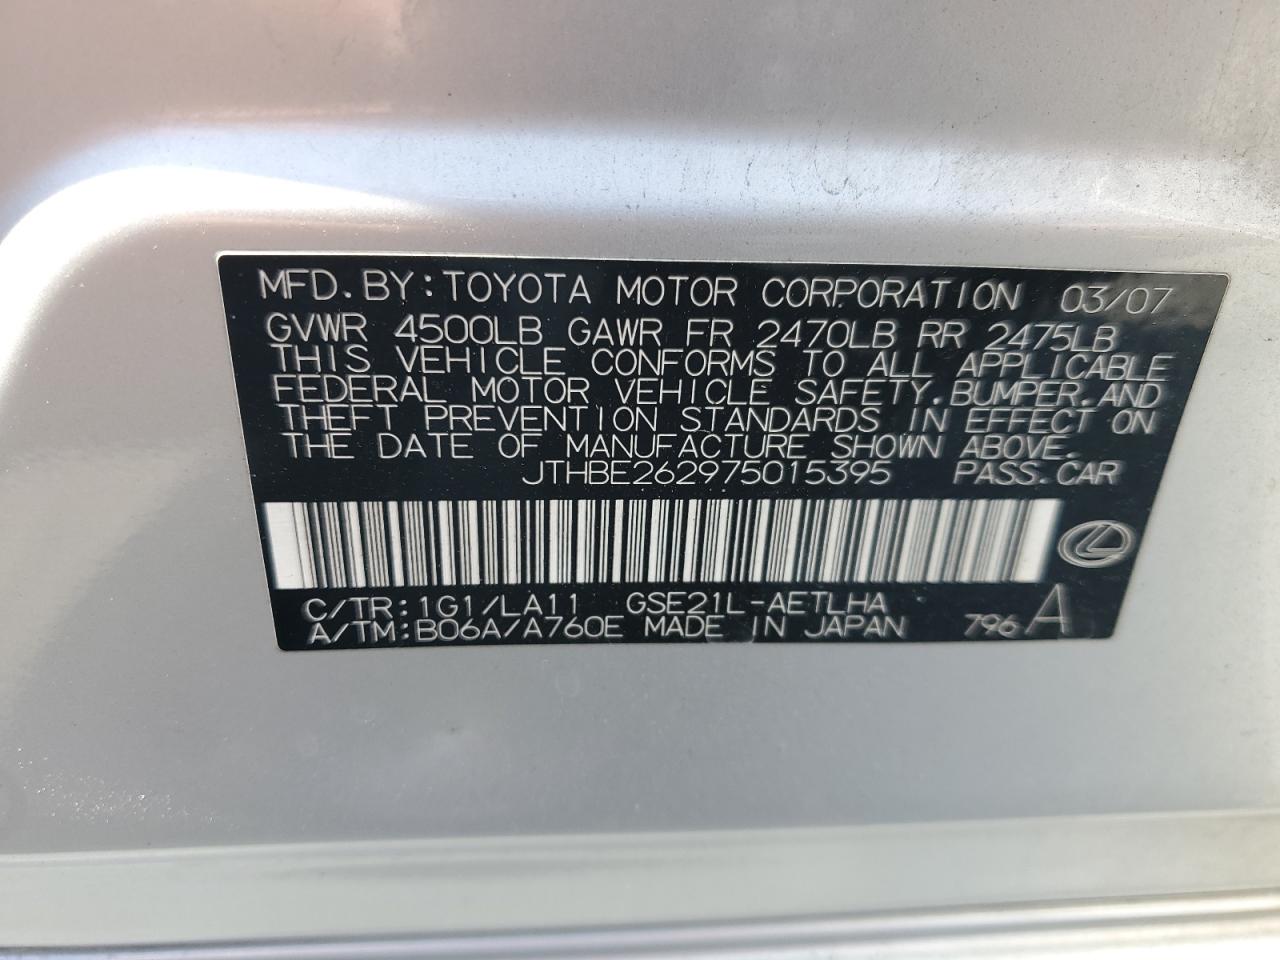 MFD. BY: TOYOTA MOTOR CORPORATION 03/07
GVWR 4500LB GAWR FR 2470LB RR 2475LB
THIS VEHICLE CONFORMS TO ALL APPLICABLE
FEDERAL MOTOR VEHICLE SAFETY, BUMPER, AND
THEFT PREVENTION STANDARDS IN EFFECT ON
THE DATE OF MANUFACTURE SHOWN ABOVE.
JTHBE262975015395 PASS. CAR
C/TR: 1G1/LA11 GSE21L-AETLHA
A/TM: B06A/A760E MADE IN JAPAN 796 A